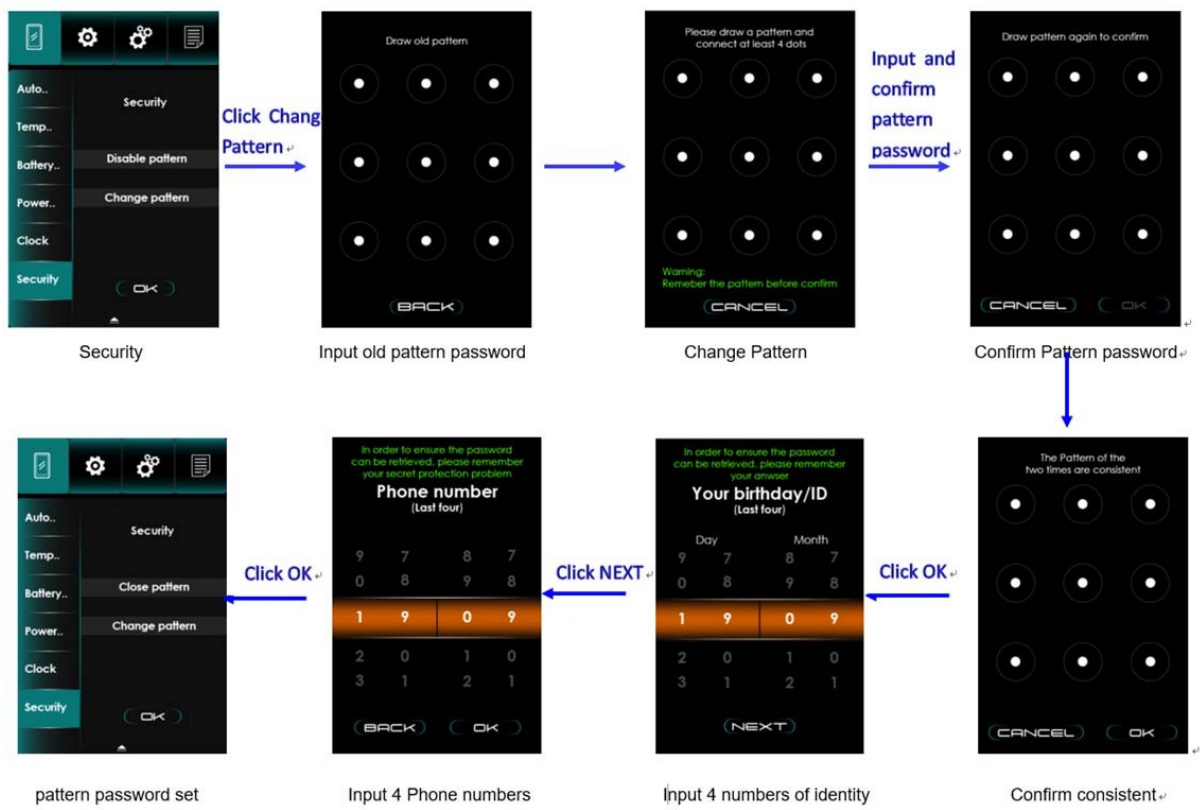 Auto..
Temp..
Battery..
Power..
Clock
Security
Security
Disable pattern
Change pattern
OK
Security
Click Chang
Pattern
Draw old pattern
BACK
Input old pattern password
Please draw a pattern and
connect at least 4 dots
Warning:
Remeber the pattern before confirm
CANCEL
Change Pattern
Input and
confirm
pattern
password
Draw pattern again to confirm
CANCEL
OK
Confirm Pattern password
The Pattern of the
two times are consistent
CANCEL
OK
Confirm consistent
Click OK
In order to ensure the password
can be retrieved, please remember
your anwser
Your birthday/ID
(Last four)
Day Month
9 7 8 7
0 8 9 8
1 9 0 9
2 0 1 0
3 1 2 1
NEXT
Input 4 numbers of identity
Click NEXT
In order to ensure the password
can be retrieved, please remember
your secret protection problem
Phone number
(Last four)
9 7 8 7
0 8 9 8
1 9 0 9
2 0 1 0
3 1 2 1
BACK
OK
Input 4 Phone numbers
Click OK
Auto..
Temp..
Battery..
Power..
Clock
Security
Security
Close pattern
Change pattern
OK
pattern password set